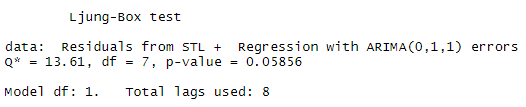 Ljung-Box test
data:  Residuals from STL +  Regression with ARIMA(0,1,1) errors
Q* = 13.61, df = 7, p-value = 0.05856
Model df: 1.   Total lags used: 8